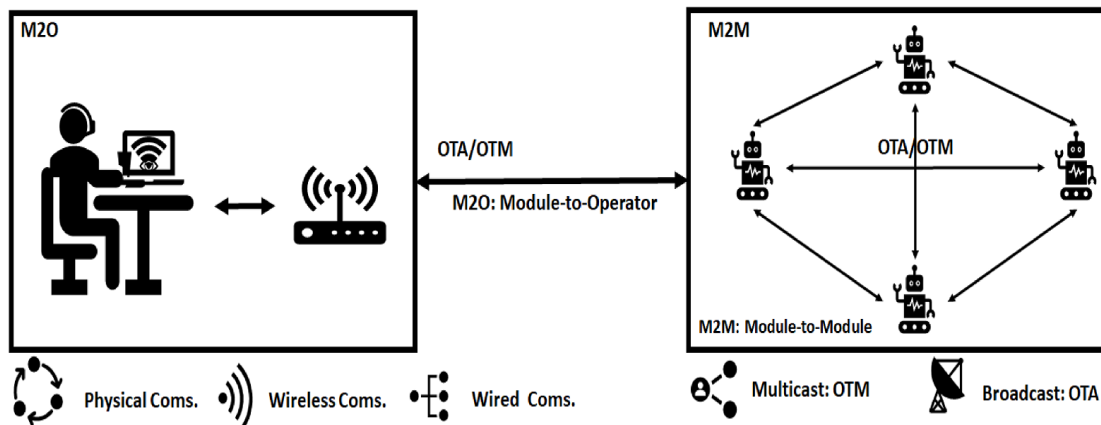 M2O
M2M
OTA/OTM
M2O: Module-to-Operator
OTA/OTM
M2M: Module-to-Module
Physical Coms.
Wireless Coms.
Wired Coms.
Multicast: OTM
Broadcast: OTA